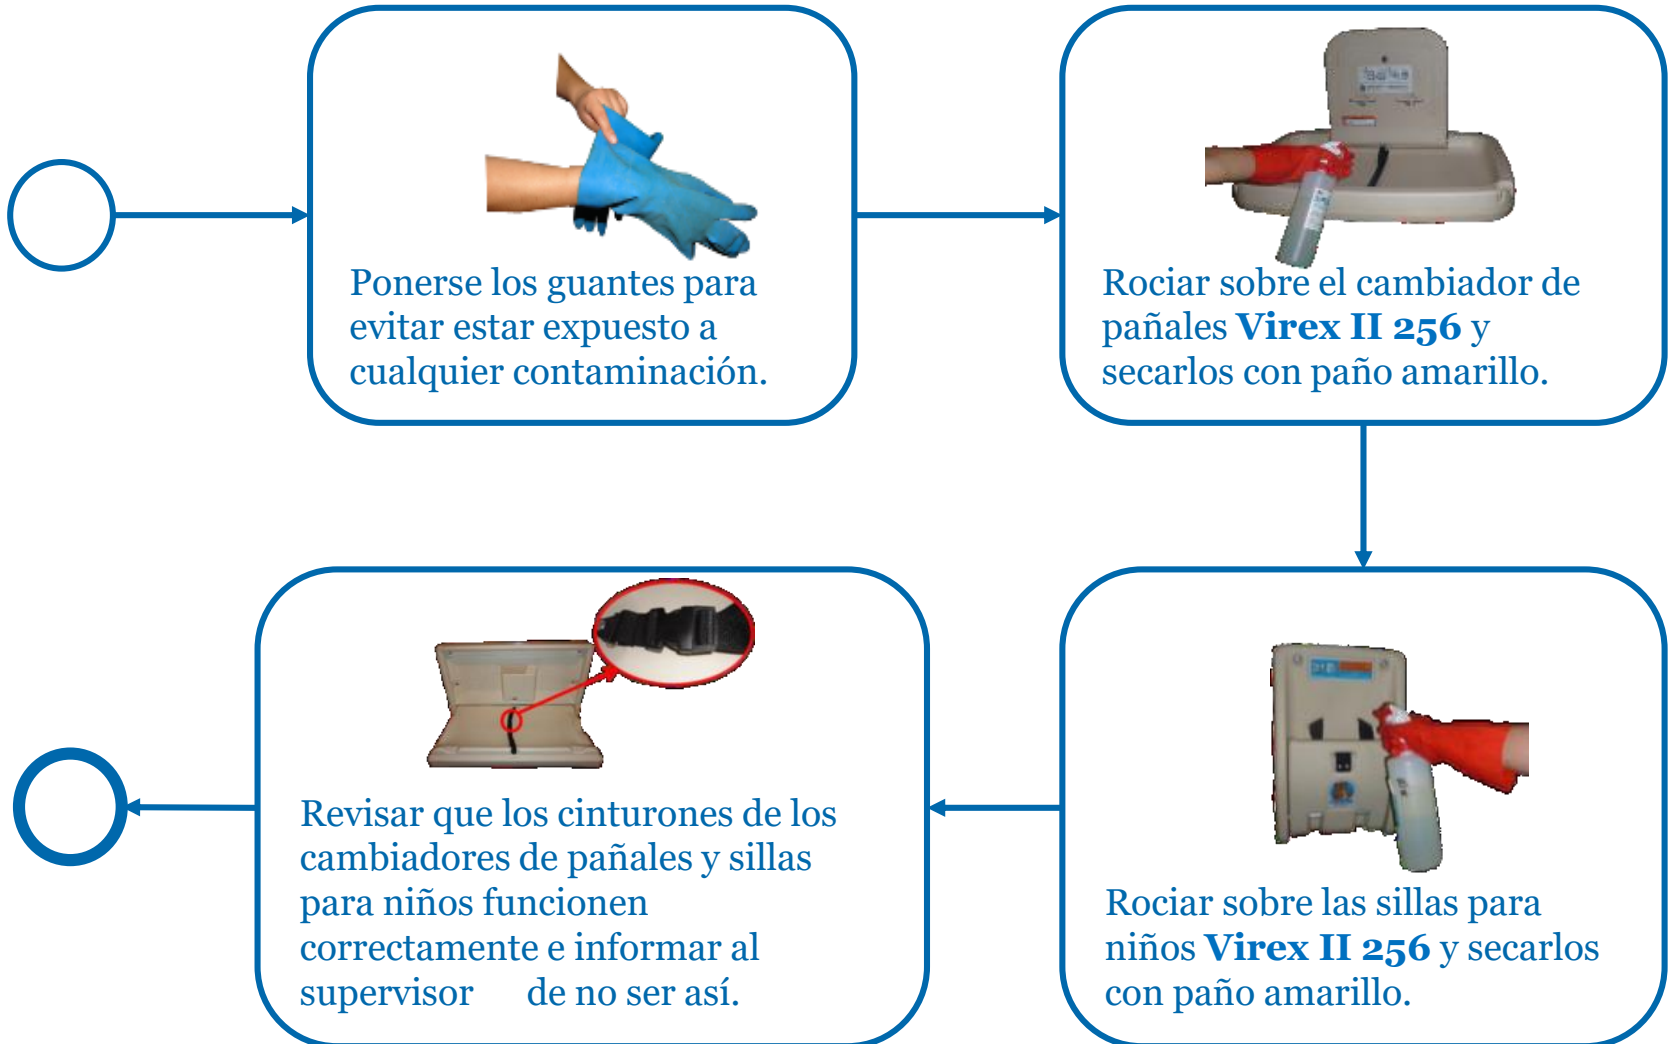 Ponerse los guantes para
evitar estar expuesto a
cualquier contaminación.
Rociar sobre el cambiador de
pañales Virex II 256 y
secarlos con paño amarillo.
Rociar sobre las sillas para
niños Virex II 256 y secarlos
con paño amarillo.
Revisar que los cinturones de los
cambiadores de pañales y sillas
para niños funcionen
correctamente e informar al
supervisor de no ser así.